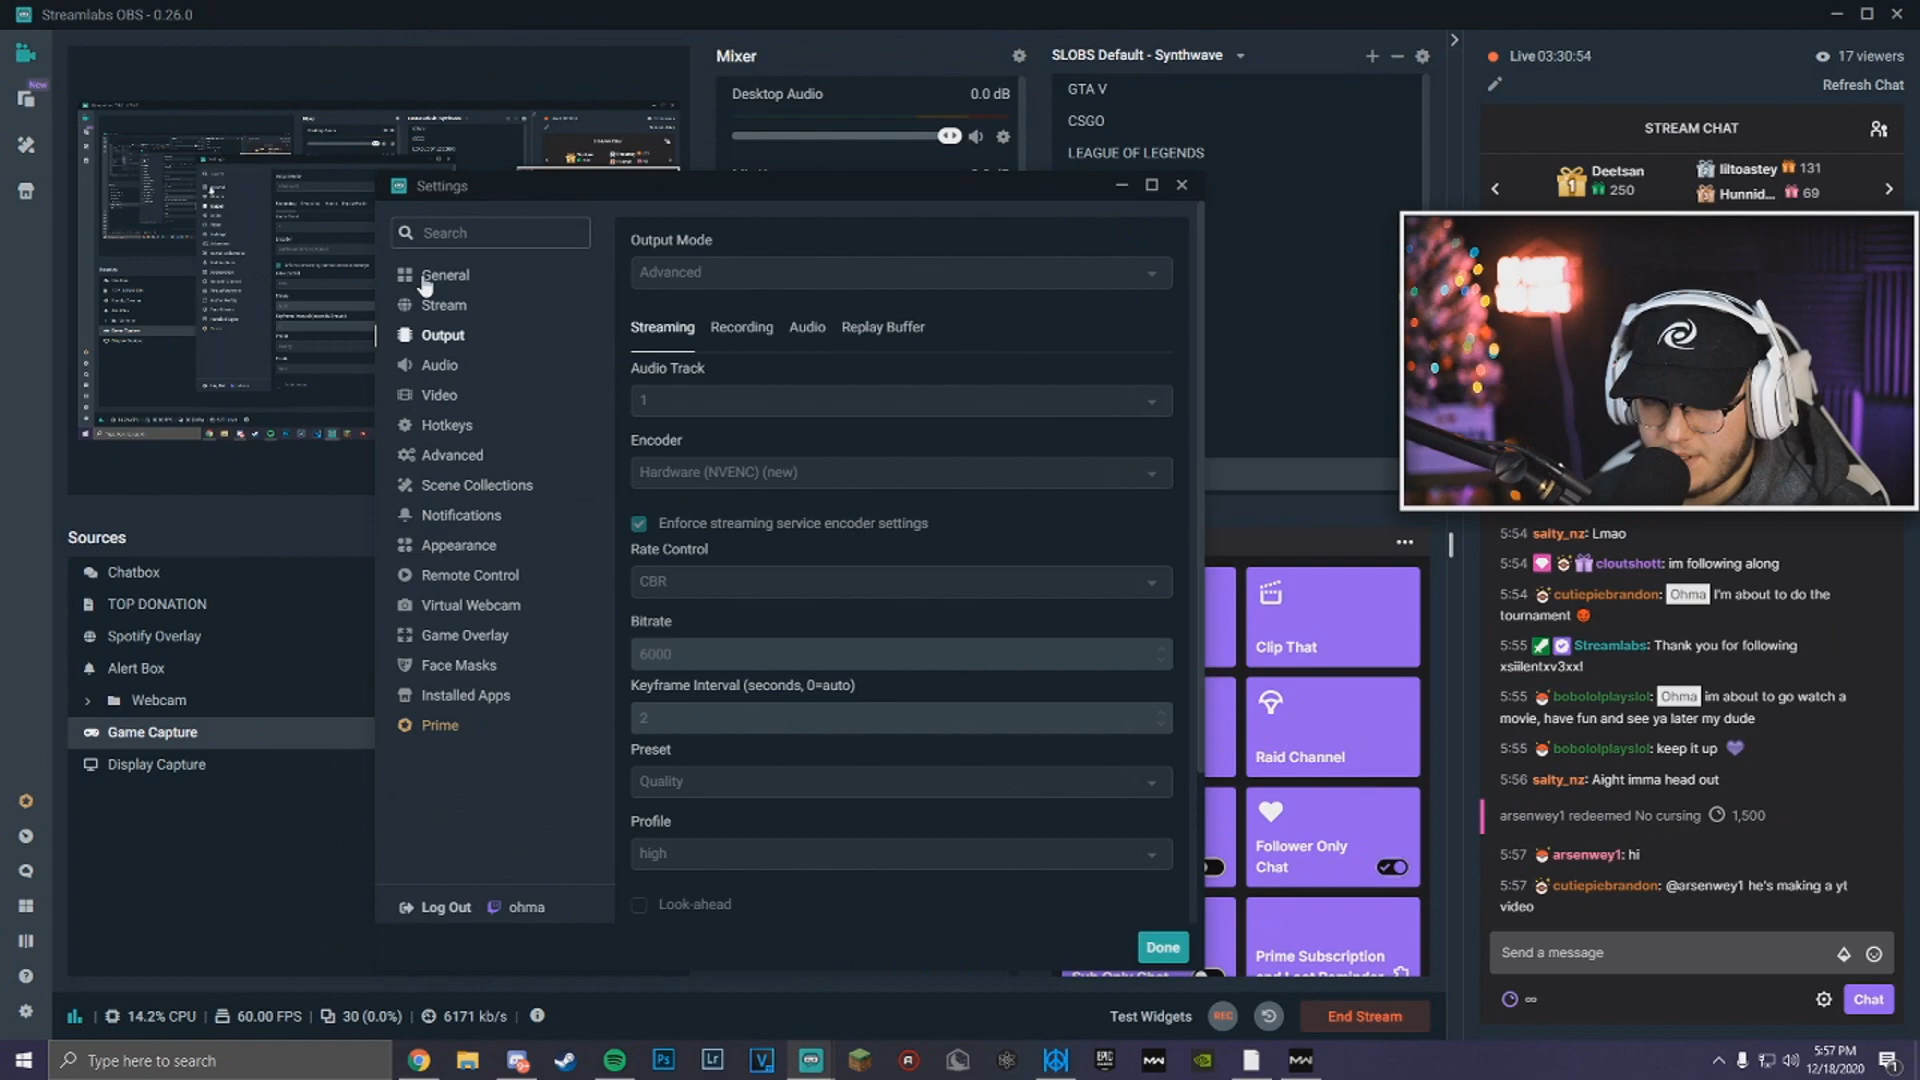 Streamlabs OBS - 0.26.0
New
Mixer
Desktop Audio 0.0 dB
SLOBS Default - Synthwave
GTA V
CSGO
LEAGUE OF LEGENDS
Live 03:30:54 17 viewers
Refresh Chat
STREAM CHAT
Deetsan
250
liltoastey 131
Hunnid... 69
Settings
Search
General
Stream
Output
Audio
Video
Hotkeys
Advanced
Scene Collections
Notifications
Appearance
Remote Control
Virtual Webcam
Game Overlay
Face Masks
Installed Apps
Prime
Log Out ohma
Output Mode
Advanced
Streaming Recording Audio Replay Buffer
Audio Track
1
Encoder
Hardware (NVENC) (new)
Enforce streaming service encoder settings
Rate Control
CBR
Bitrate
6000
Keyframe Interval (seconds, 0=auto)
2
Preset
Quality
Profile
high
Look-ahead
Done
Sources
Chatbox
TOP DONATION
Spotify Overlay
Alert Box
Webcam
Game Capture
Display Capture
Clip That
Raid Channel
Follower Only
Chat
Prime Subscription
5:54 salty_nz: Lmao
5:54 cloutshott: im following along
5:54 cutiepiebrandon: Ohma I'm about to do the
tournament
5:55 Streamlabs: Thank you for following
xsiilentxv3xx!
5:55 bobololplayslol: Ohma im about to go watch a
movie, have fun and see ya later my dude
5:55 bobololplayslol: keep it up
5:56 salty_nz: Aight imma head out
arsenwey1 redeemed No cursing 1,500
5:57 arsenwey1: hi
5:57 cutiepiebrandon: @arsenwey1 he's making a yt
video
Send a message
Chat
14.2% CPU 60.00 FPS 30 (0.0%) 6171 kb/s
Test Widgets REC End Stream
Type here to search
Ps
Lr
EPIC
5:57 PM
12/18/2020